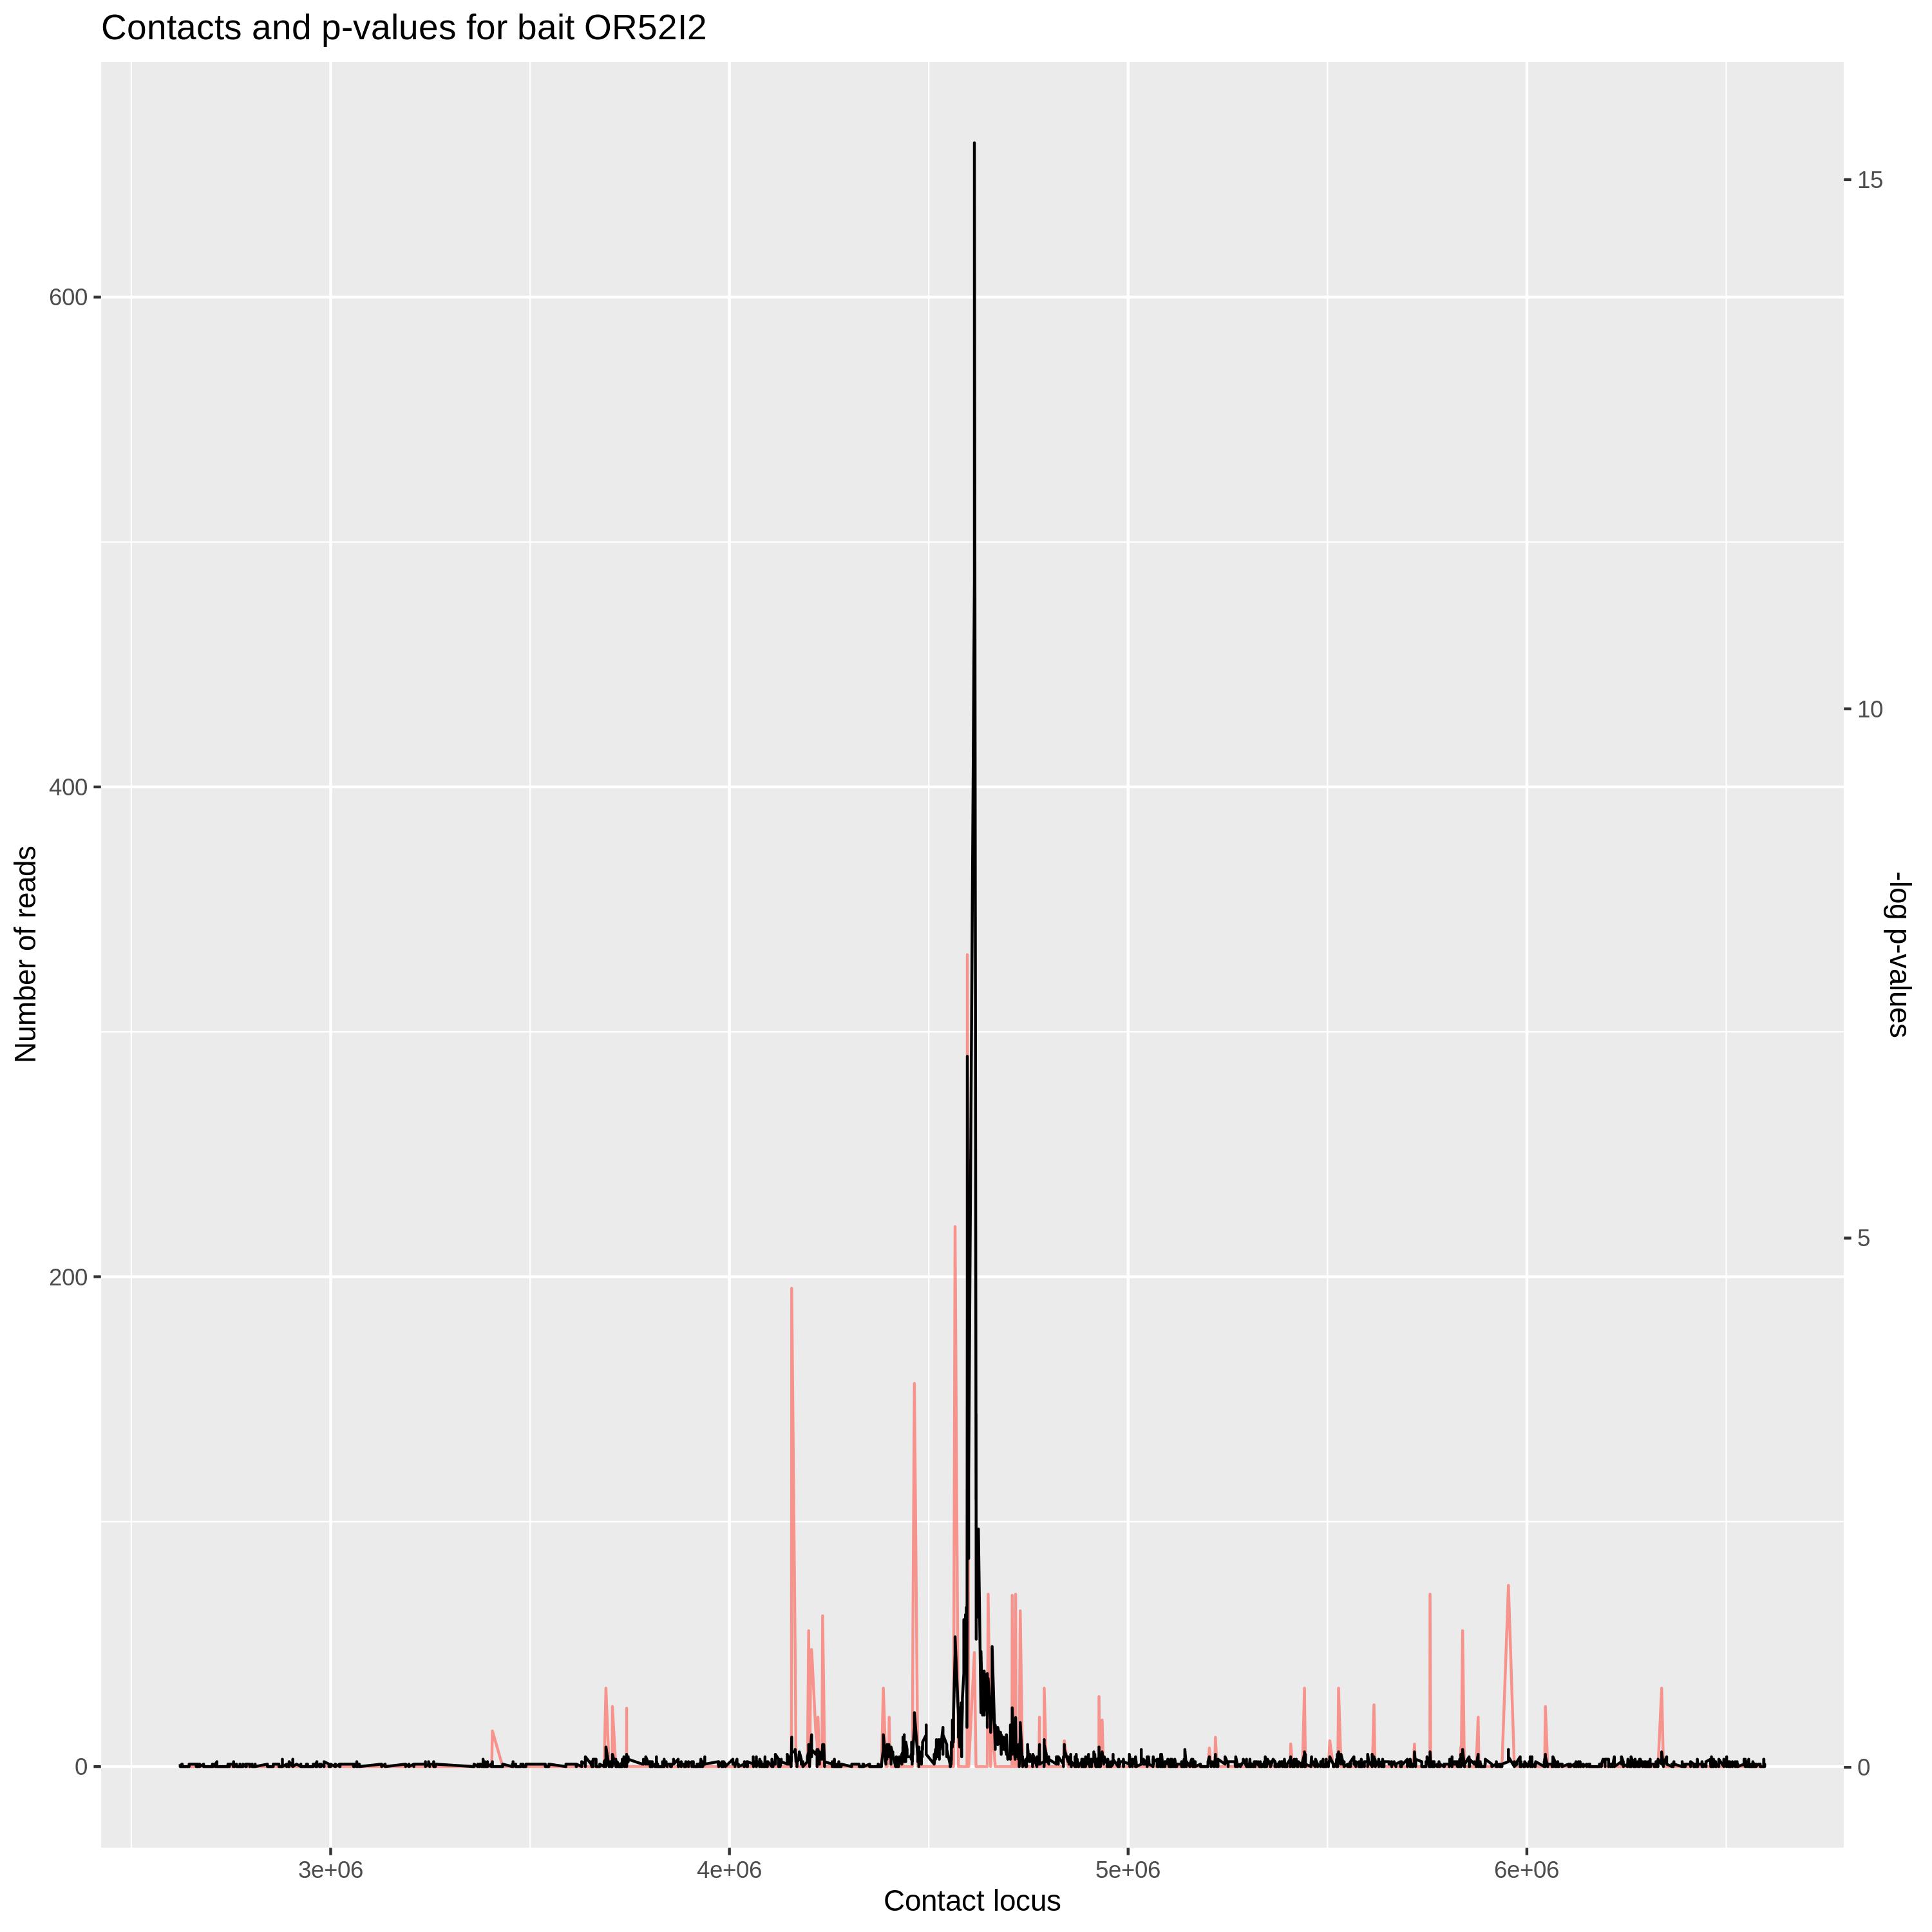 Contacts and p-values for bait OR52I2
Number of reads
600
400
200
0
15
10
5
0
-log p-values
3e+06
4e+06
5e+06
6e+06
Contact locus